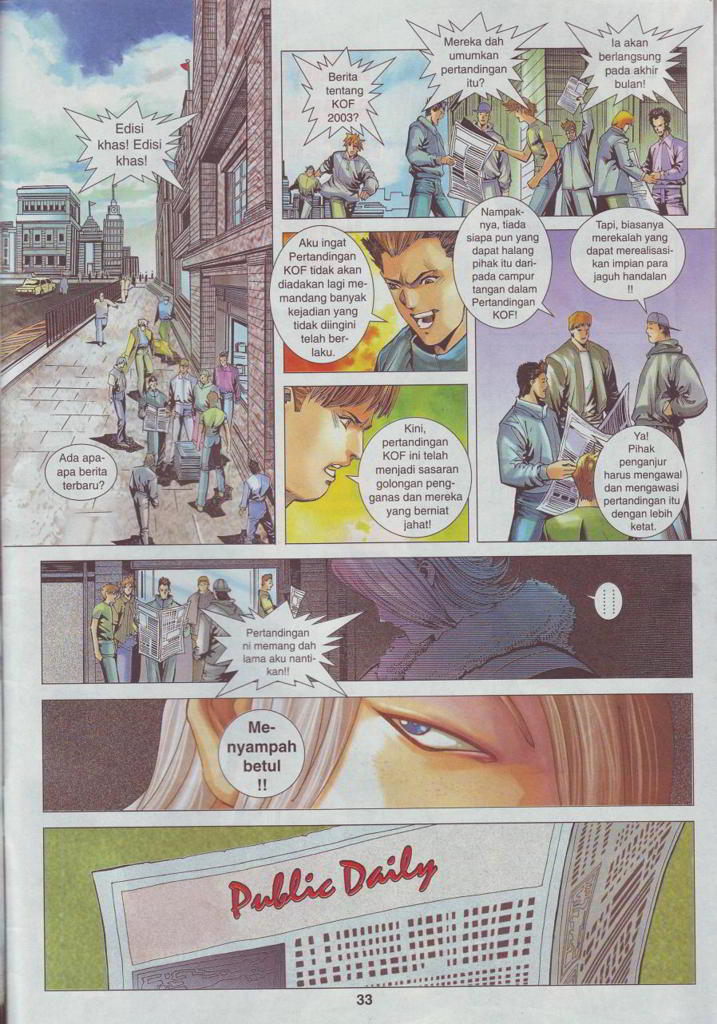 Edisi
khas! Edisi
khas!
Ada apa-
apa berita
terbaru?
Berita
tentang
KOF
2003?
Mereka dah
umumkan
pertandingan
itu?
Ia akan
berlangsung
pada akhir
bulan!
Aku ingat
Pertandingan
KOF tidak akan
diadakan lagi me-
mandang banyak
kejadian yang
tidak diingini
telah ber-
laku.
Kini,
pertandingan
KOF telah
menjadi sasaran
golongan peng-
ganas dan mereka
yang berniat
jahat!
Nampak-
nya, tiada
siapa pun yang
dapat halang
pihak itu dari-
pada campur
tangan dalam
Pertandingan
KOF!
Tapi, biasanya
merekalah yang
dapat merealisasi-
kan impian para
jaguh handalan
!!
Ya!
Pihak
penganjur
harus mengawal
dan mengawasi
pertandingan itu
dengan lebih
ketat.
Pertandingan
ni memang dah
lama aku nanti-
kan!!
Me-
nyampah
betul
!!
Public Daily
33